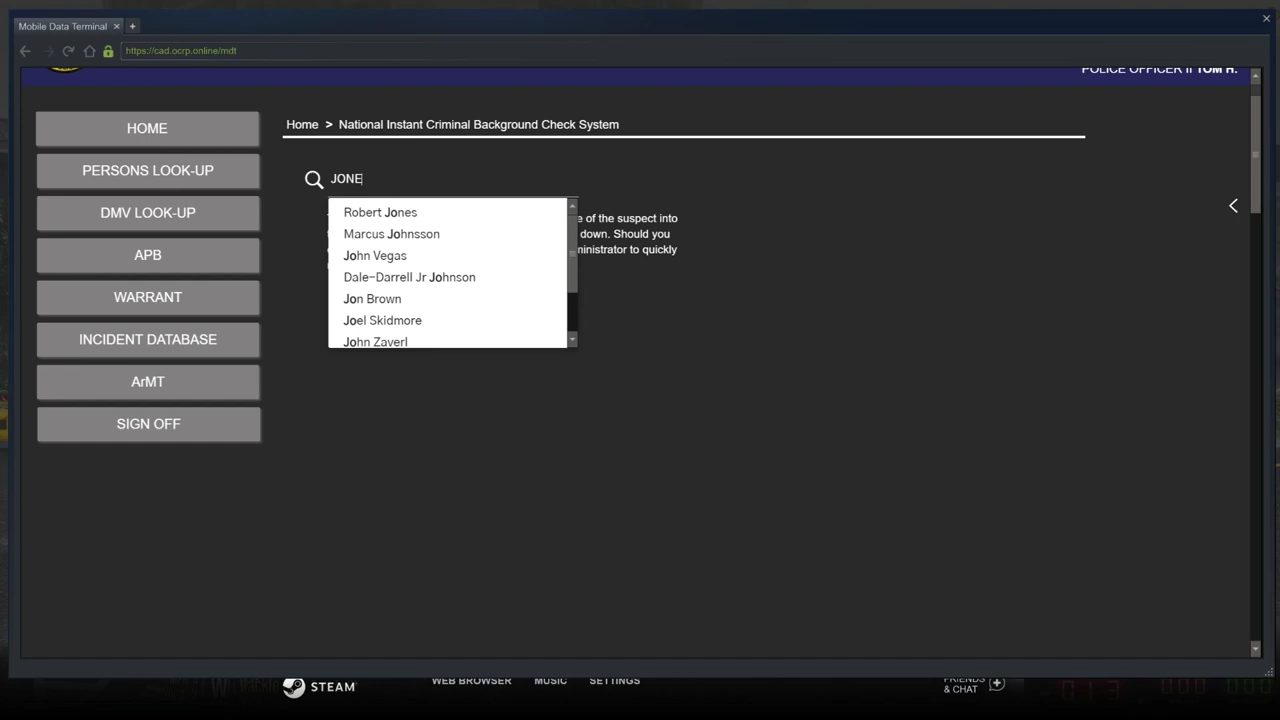 Mobile Data Terminal
https://cad.ocrp.online/mdt
POLICE OFFICER II TOM H.
HOME
PERSONS LOOK-UP
DMV LOOK-UP
APB
WARRANT
INCIDENT DATABASE
ArMT
SIGN OFF
Home > National Instant Criminal Background Check System
JONE
Robert Jones
Marcus Johnsson
John Vegas
Dale-Darrell Jr Johnson
Jon Brown
Joel Skidmore
John Zaverl
e of the suspect into
down. Should you
ministrator to quickly
STEAM
WEB BROWSER
MUSIC
SETTINGS
FRIENDS
& CHAT